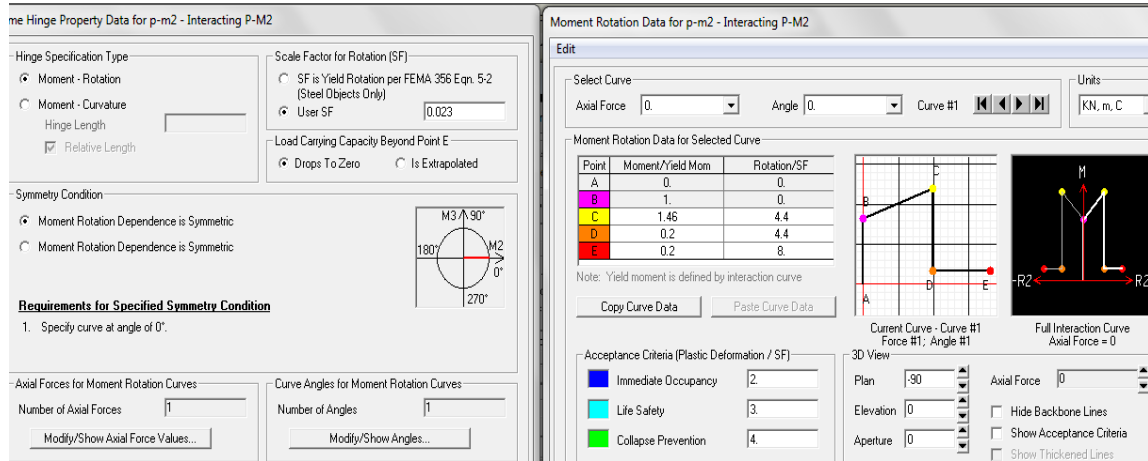 me Hinge Property Data for p-m2 - Interacting P-M2
Hinge Specification Type
Moment - Rotation
Moment - Curvature
Hinge Length
Relative Length
Scale Factor for Rotation (SF)
SF is Yield Rotation per FEMA 356 Eqn. 5-2
(Steel Objects Only)
User SF 0.023
Load Carrying Capacity Beyond Point E
Drops To Zero Is Extrapolated
Symmetry Condition
Moment Rotation Dependence is Symmetric
Moment Rotation Dependence is Symmetric
M3 90°
180° M2
0°
270°
Requirements for Specified Symmetry Condition
1. Specify curve at angle of 0°.
Axial Forces for Moment Rotation Curves
Number of Axial Forces 1
Modify/Show Axial Force Values...
Curve Angles for Moment Rotation Curves
Number of Angles 1
Modify/Show Angles...
Moment Rotation Data for p-m2 - Interacting P-M2
Edit
Select Curve
Axial Force 0. Angle 0. Curve #1
Units
KN, m, C
Moment Rotation Data for Selected Curve
Point Moment/Yield Mom Rotation/SF
A 0. 0.
B 1. 0.
C 1.46 4.4
D 0.2 4.4
E 0.2 8.
Note: Yield moment is defined by interaction curve
Copy Curve Data Paste Curve Data
C
B
A
D
E
Current Curve - Curve #1
Force #1; Angle #1
M
-R2 R2
Full Interaction Curve
Axial Force = 0
Acceptance Criteria (Plastic Deformation / SF)
Immediate Occupancy 2.
Life Safety 3.
Collapse Prevention 4.
3D View
Plan -90
Elevation 0
Aperture 0
Axial Force 0
Hide Backbone Lines
Show Acceptance Criteria
Show Thickened Lines